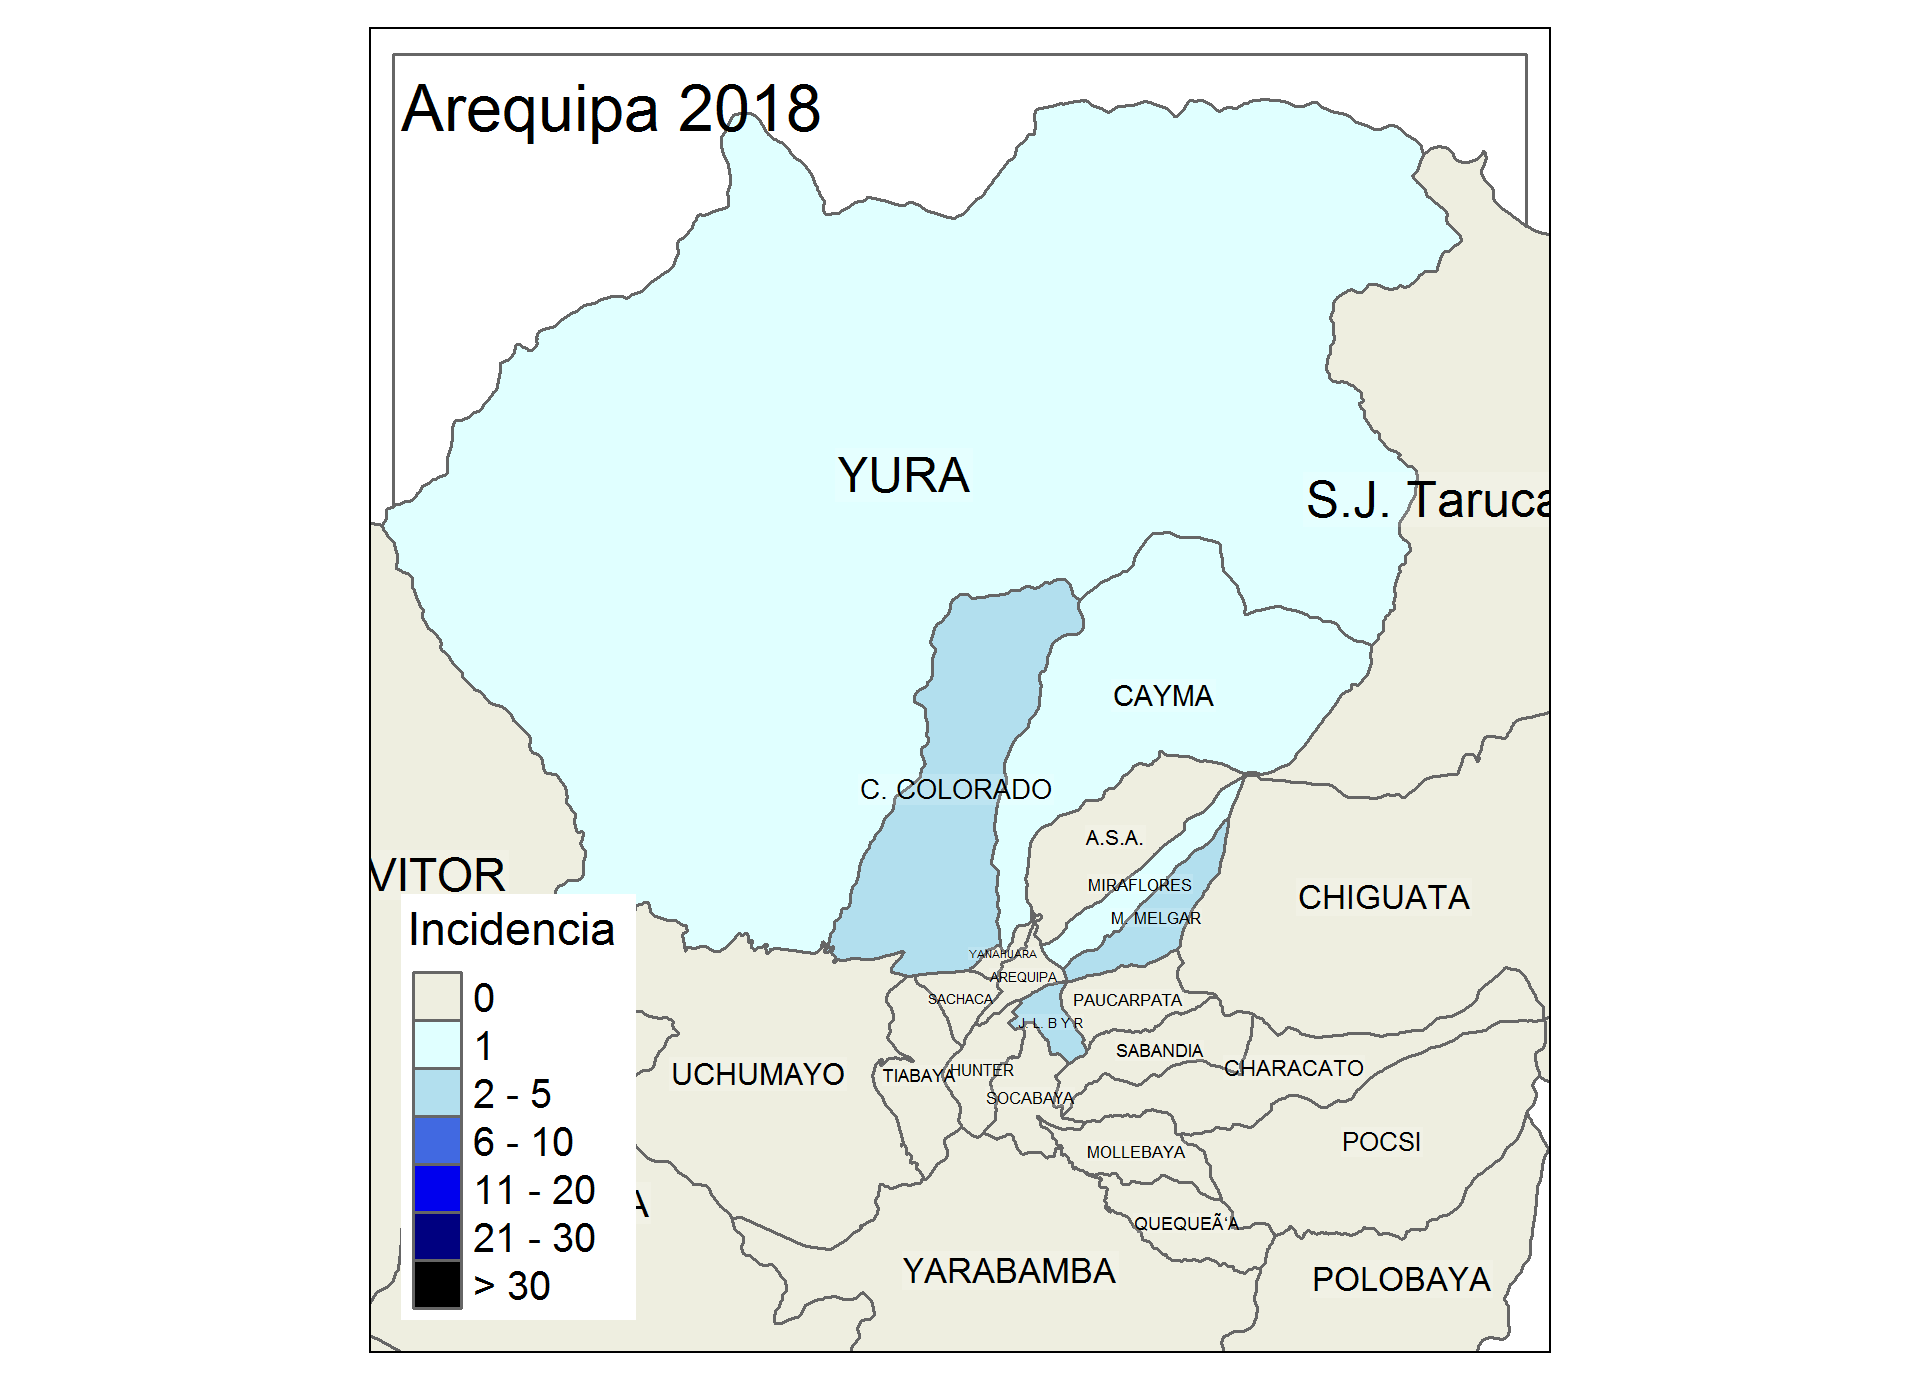 Arequipa 2018
YURA
S.J. Taruca
CAYMA
C. COLORADO
A.S.A.
VITOR
MIRAFLORES
CHIGUATA
M. MELGAR
Incidencia
YANAHUARA
AREQUIPA
SACHACA
PAUCARPATA
J. L. B Y R
SABANDIA
CHARACATO
UCHUMAYO
TIABAYA
HUNTER
SOCABAYA
POCSI
MOLLEBAYA
A
QUEQUEÃ‘A
YARABAMBA
POLOBAYA
0
1
2 - 5
6 - 10
11 - 20
21 - 30
> 30